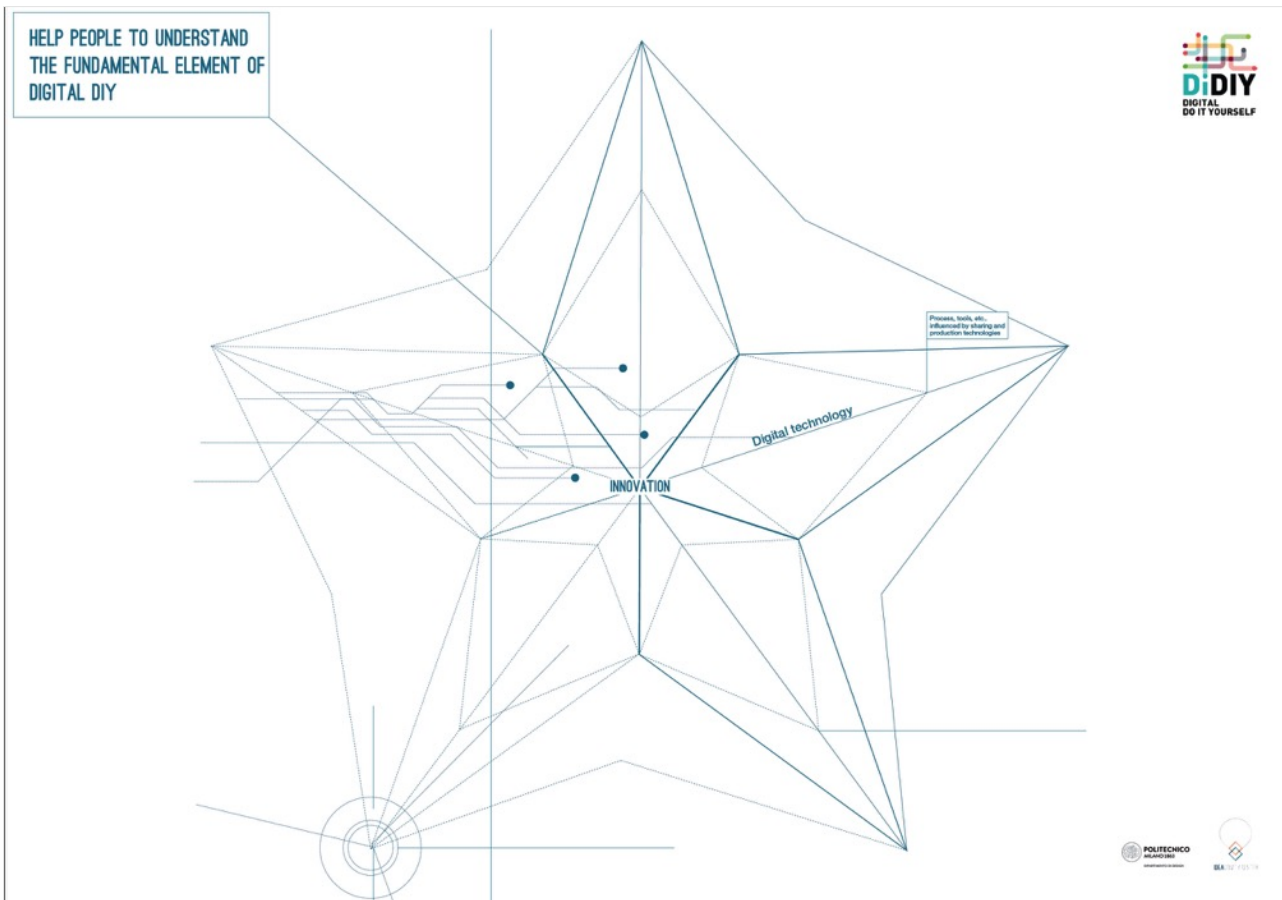 HELP PEOPLE TO UNDERSTAND
THE FUNDAMENTAL ELEMENT OF
DIGITAL DIY
DiDIY
DIGITAL
DO IT YOURSELF
Process, tools, etc..
influenced by sharing and
production technologies
Digital technology
INNOVATION
POLITECNICO
MILANO 1863